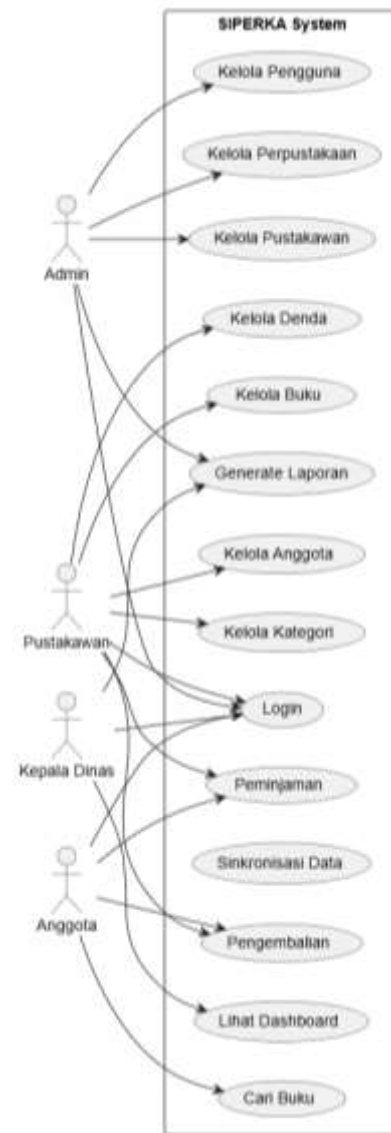 SIPERKA System
Kelola Pengguna
Kelola Perpustakaan
Kelola Pustakawan
Admin
Kelola Denda
Kelola Buku
Generate Laporan
Kelola Anggota
Kelola Kategori
Pustakawan
Login
Kepala Dinas
Peminjaman
Sinkronisasi Data
Anggota
Pengembalian
Lihat Dashboard
Cari Buku